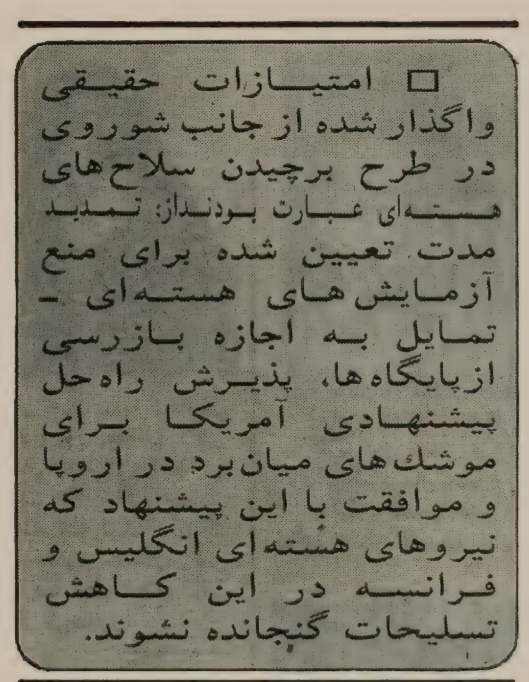 □ امتیازات حقیقی
واگذار شده از جانب شوروی
در طرح برچیدن سلاح‌های
هسته‌ای عبارت بودنداز: تمدید
مدت تعیین شده برای منع
آزمایش‌های هسته‌ای ـ
تمایل به اجازه بازرسی
ازپایگاه‌ها، پذیرش راه‌حل
پیشنهادی آمریکا برای
موشك‌های میان‌برد در اروپا
و موافقت با این پیشنهاد که
نیروهای هسته‌ای انگلیس و
فرانسه در این کاهش
تسلیحات گنجانده نشوند.